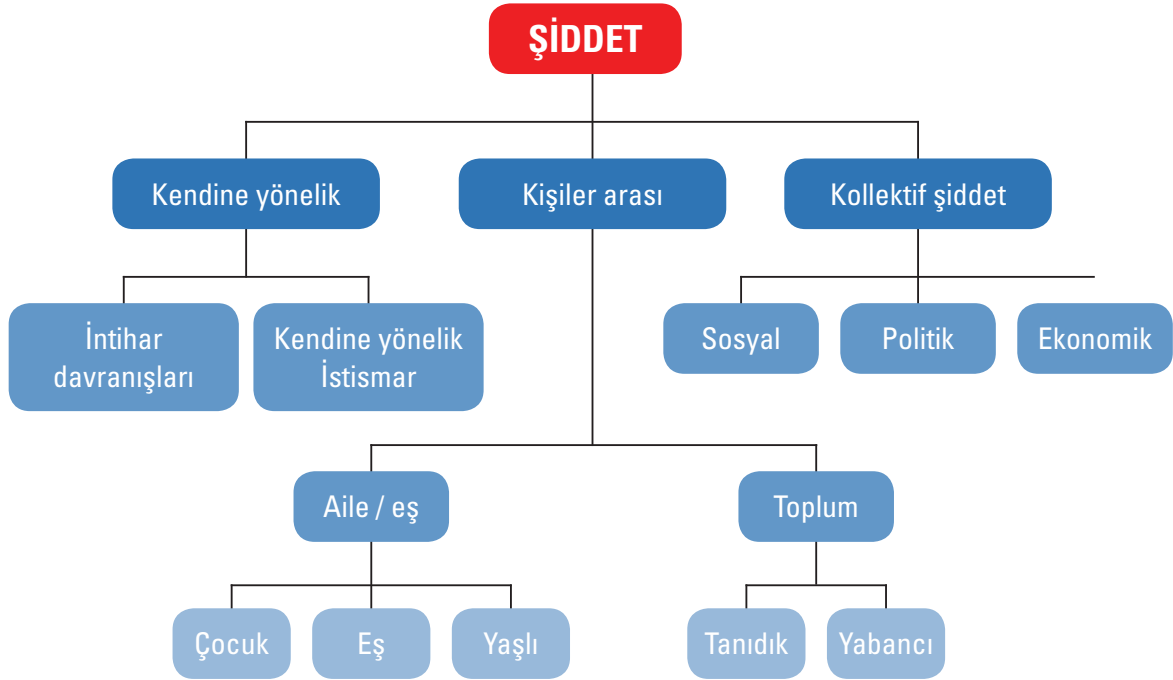 ŞİDDET
Kendine yönelik
Kişiler arası
Kollektif şiddet
İntihar
davranışları
Kendine yönelik
İstismar
Sosyal
Politik
Ekonomik
Aile / eş
Toplum
Çocuk
Eş
Yaşlı
Tanıdık
Yabancı